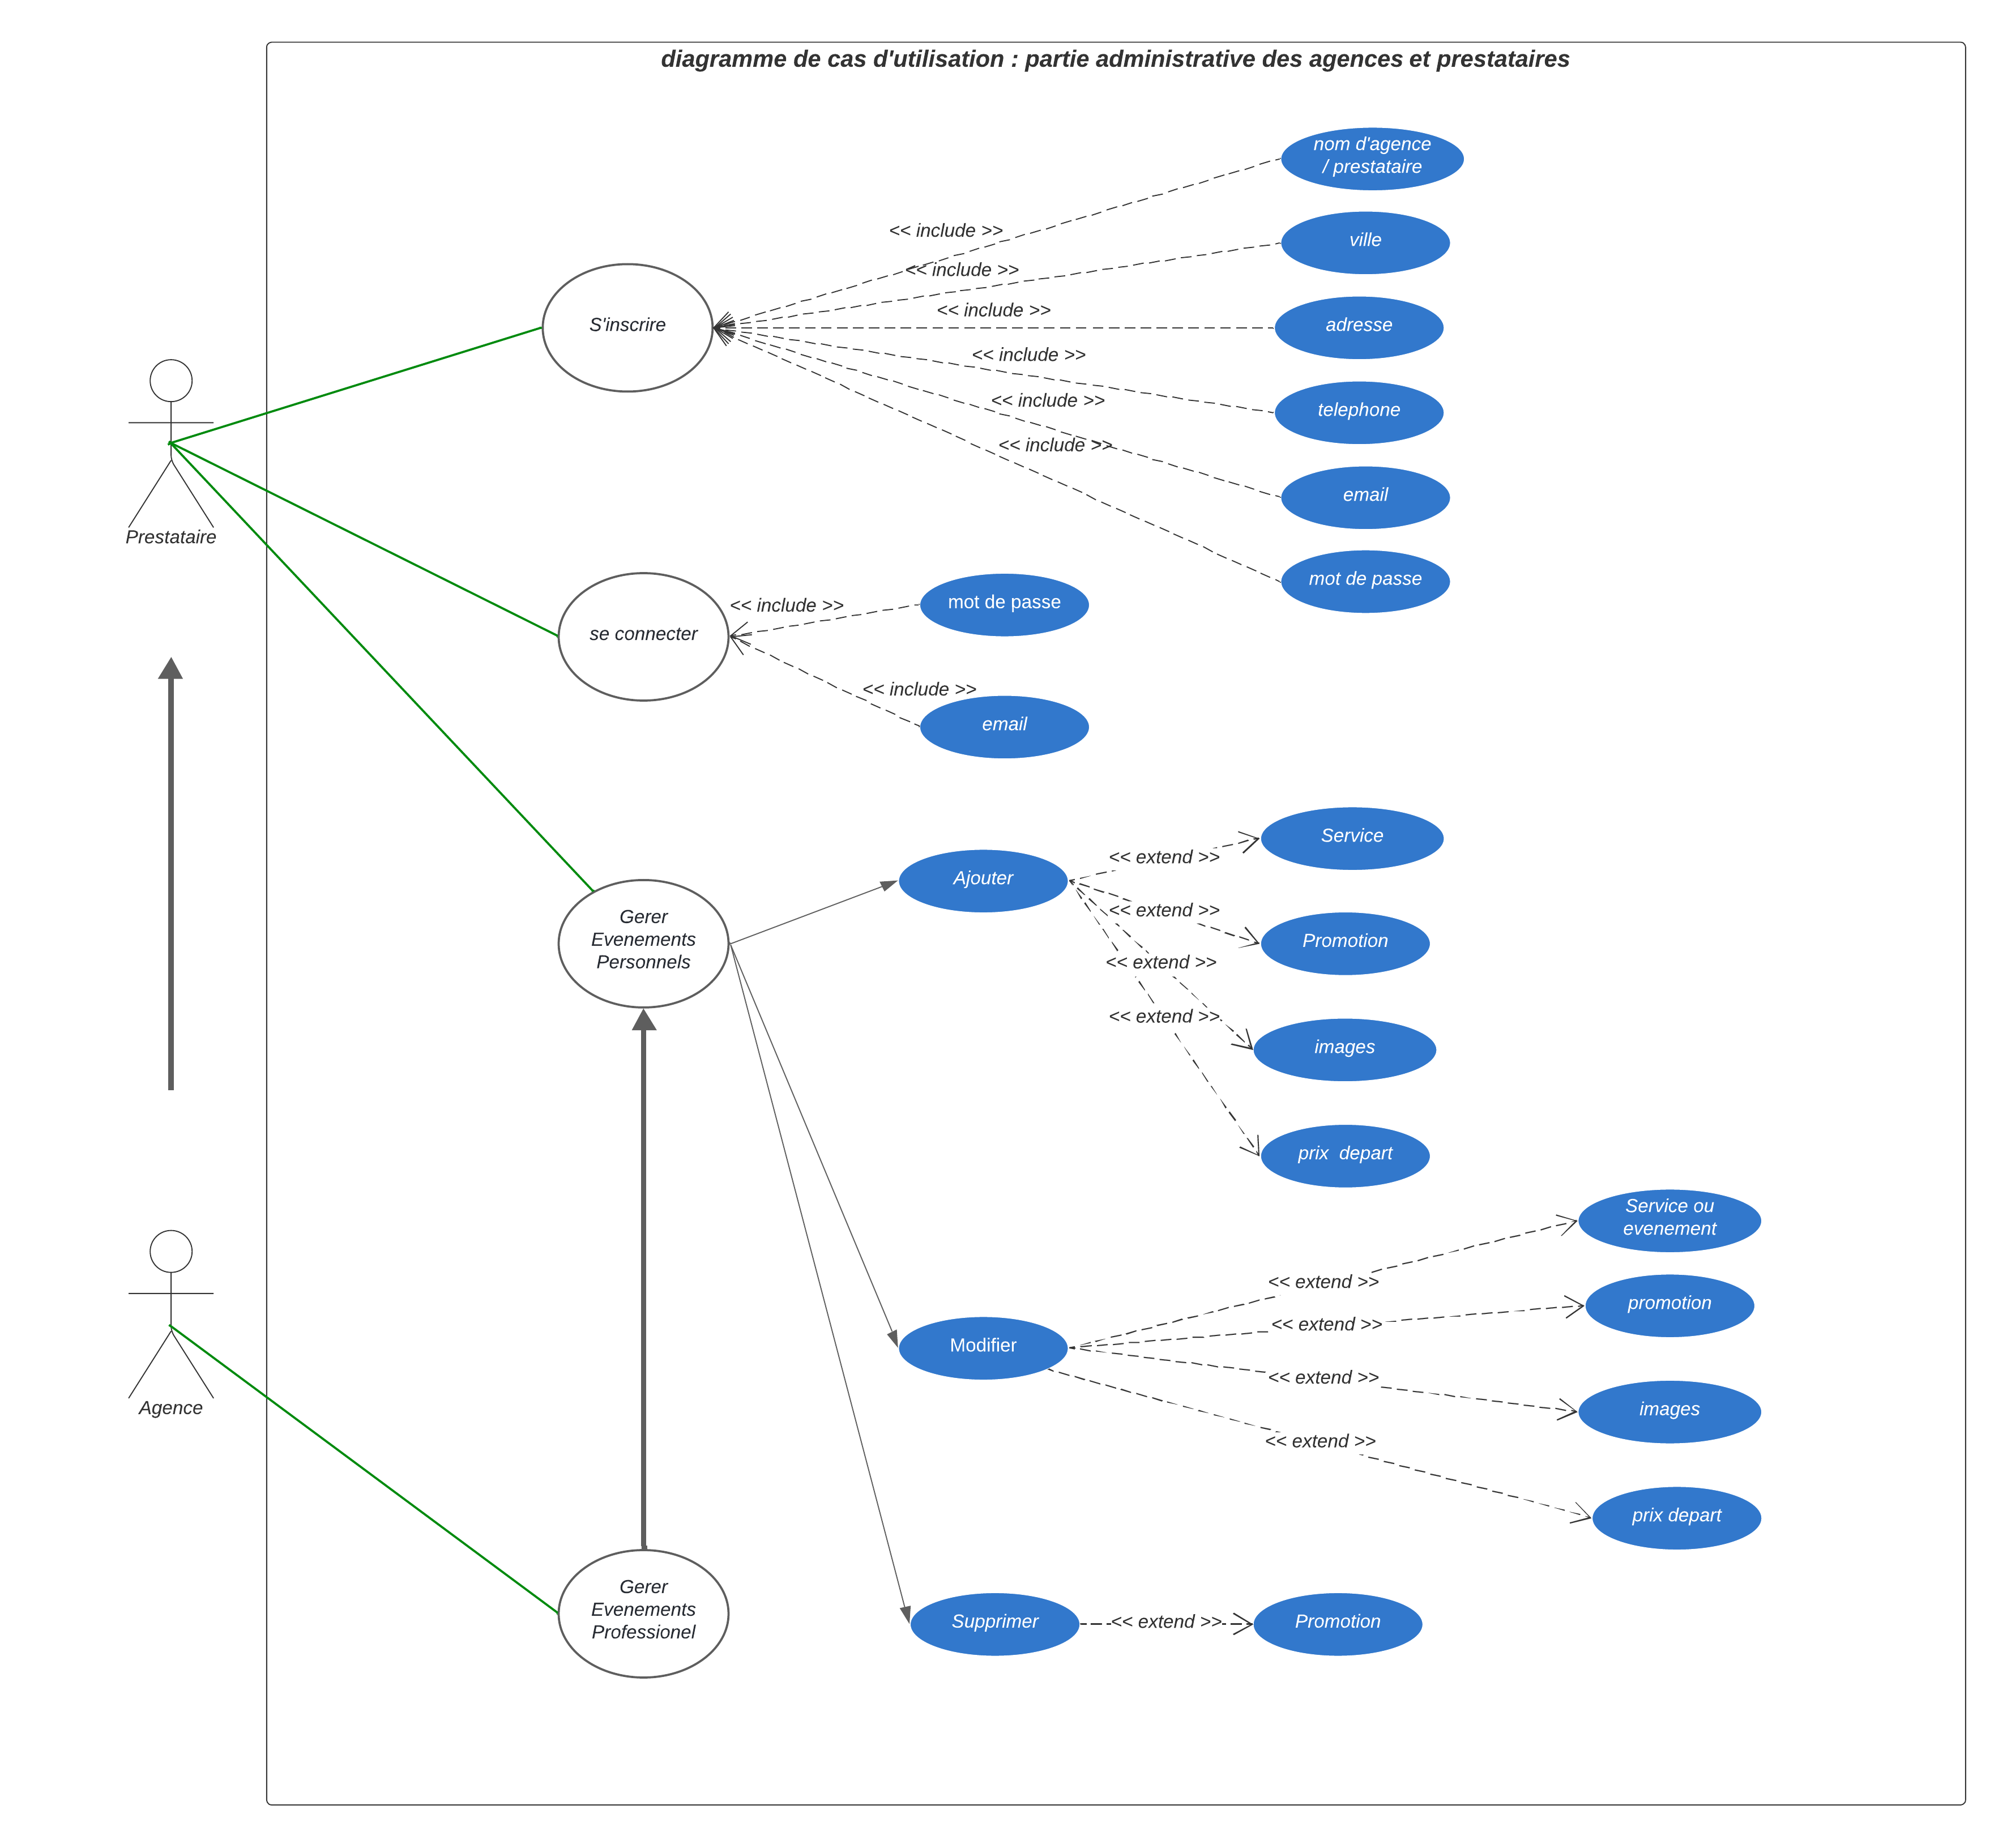 diagramme de cas d'utilisation : partie administrative des agences et prestataires
nom d'agence
/ prestataire
<< include >>
ville
<< include >>
<< include >>
S'inscrire
adresse
<< include >>
<< include >>
telephone
<< include >>
email
Prestataire
mot de passe
<< include >>
mot de passe
se connecter
<< include >>
email
Service
<< extend >>
Ajouter
<< extend >>
Gerer
Evenements
Personnels
Promotion
<< extend >>
<< extend >>
images
prix  depart
Service ou
evenement
<< extend >>
promotion
<< extend >>
Modifier
<< extend >>
Agence
images
<< extend >>
prix depart
Gerer
Evenements
Professionel
Supprimer
<< extend >>
Promotion